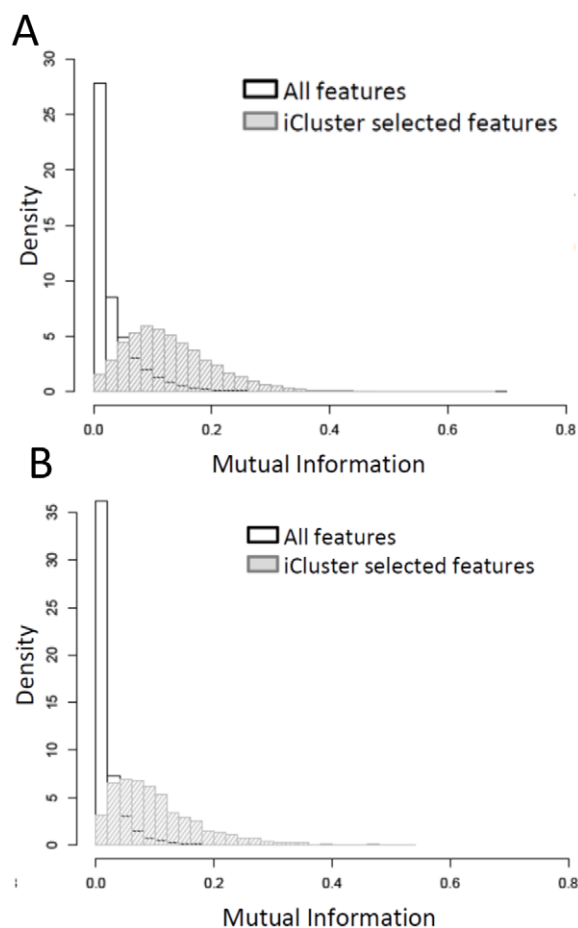 A
All features
iCluster selected features
Density
30
25
20
15
10
5
0
0.0 0.2 0.4 0.6 0.8
Mutual Information
B
All features
iCluster selected features
Density
35
30
25
20
15
10
5
0
0.0 0.2 0.4 0.6 0.8
Mutual Information